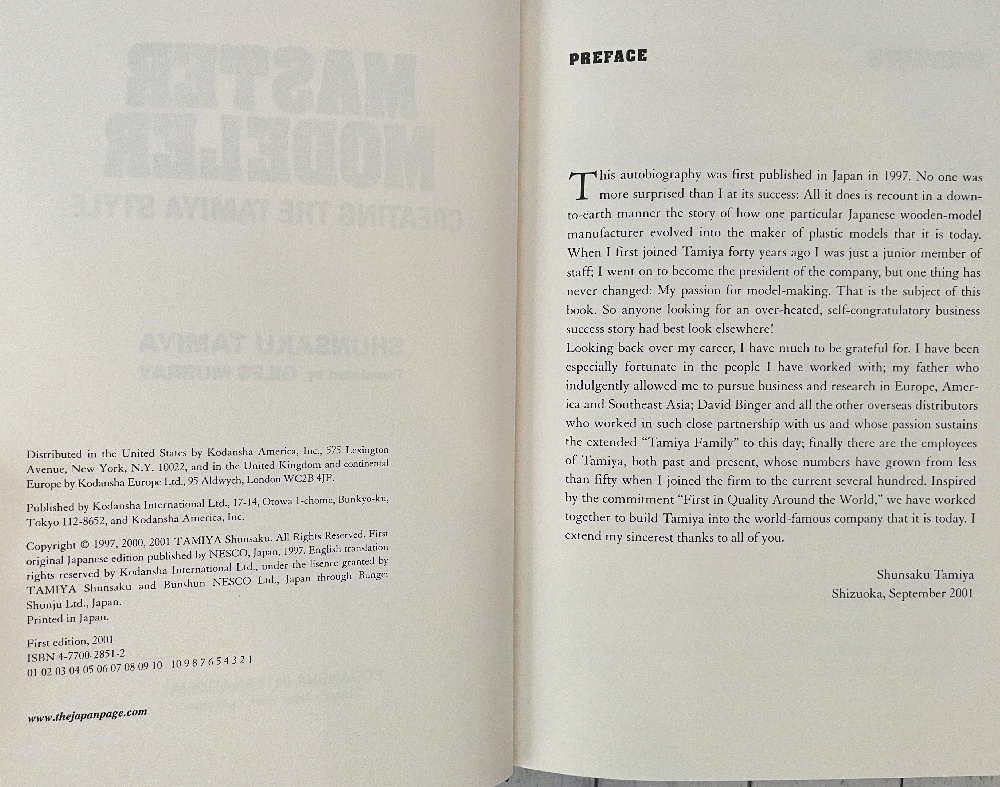 Distributed in the United States by Kodansha America, Inc., 575 Lexington
Avenue, New York, N.Y. 10022, and in the United Kingdom and continental
Europe by Kodansha Europe Ltd., 95 Aldwych, London WC2B 4JF.
Published by Kodansha International Ltd., 17-14, Otowa 1-chome, Bunkyo-ku,
Tokyo 112-8652, and Kodansha America, Inc.
Copyright © 1997, 2000, 2001 TAMIYA Shunsaku. All Rights Reserved. First
original Japanese edition published by NESCO, Japan, 1997. English translation
rights reserved by Kodansha International Ltd., under the lisence granted by
TAMIYA Shunsaku and Bunshun NESCO Ltd., Japan through Bungei
Shunju Ltd., Japan.
Printed in Japan.
First edition, 2001
ISBN 4-7700-2851-2
01 02 03 04 05 06 07 08 09 10 10 9 8 7 6 5 4 3 2 1
www.thejapanpage.com
PREFACE
This autobiography was first published in Japan in 1997. No one was
more surprised than I at its success: All it does is recount in a down-
to-earth manner the story of how one particular Japanese wooden-model
manufacturer evolved into the maker of plastic models that it is today.
When I first joined Tamiya forty years ago I was just a junior member of
staff; I went on to become the president of the company, but one thing has
never changed: My passion for model-making. That is the subject of this
book. So anyone looking for an over-heated, self-congratulatory business
success story had best look elsewhere!
Looking back over my career, I have much to be grateful for. I have been
especially fortunate in the people I have worked with; my father who
indulgently allowed me to pursue business and research in Europe, Amer-
ica and Southeast Asia; David Binger and all the other overseas distributors
who worked in such close partnership with us and whose passion sustains
the extended “Tamiya Family” to this day; finally there are the employees
of Tamiya, both past and present, whose numbers have grown from less
than fifty when I joined the firm to the current several hundred. Inspired
by the commitment “First in Quality Around the World,” we have worked
together to build Tamiya into the world-famous company that it is today. I
extend my sincerest thanks to all of you.
Shunsaku Tamiya
Shizuoka, September 2001